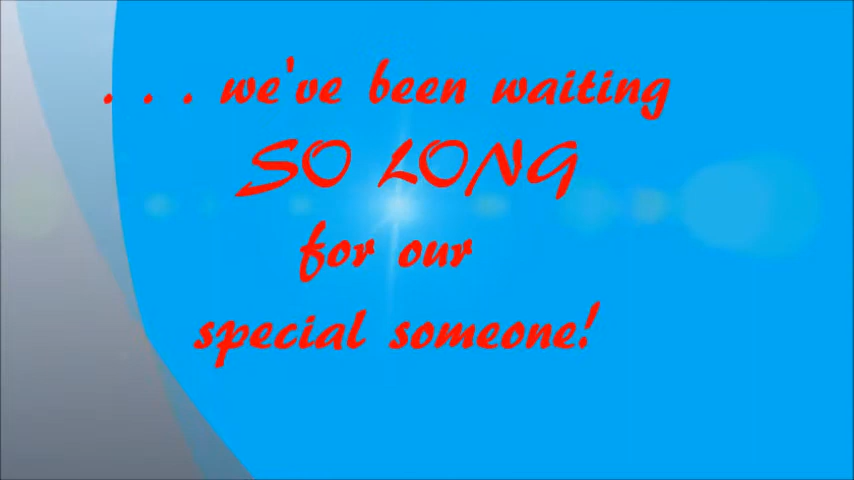 . . . we've been waiting
SO LONG
for our
special someone!